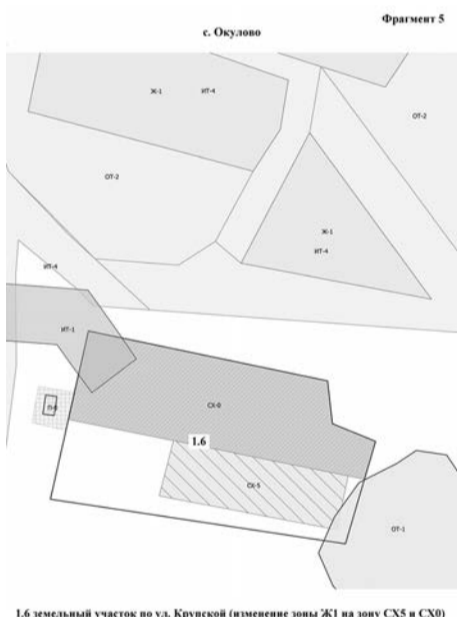 Фрагмент 5
с. Окулово
Ж-1 ИТ-4
ОТ-2
ОТ-2
Ж-1
ИТ-4
ИТ-4
ИТ-1
СХ-0
1.6
СХ-5
ОТ-1
1.6 земельный участок по ул. Крупской (изменение зоны Ж1 на зону СХ5 и СХ0)